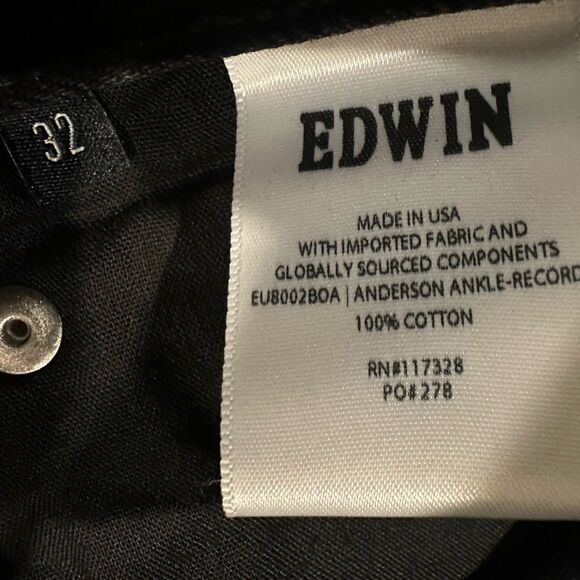 32
EDWIN
MADE IN USA
WITH IMPORTED FABRIC AND
GLOBALLY SOURCED COMPONENTS
EU8002BOA | ANDERSON ANKLE-RECORD
100% COTTON
RN#117328
PO# 278